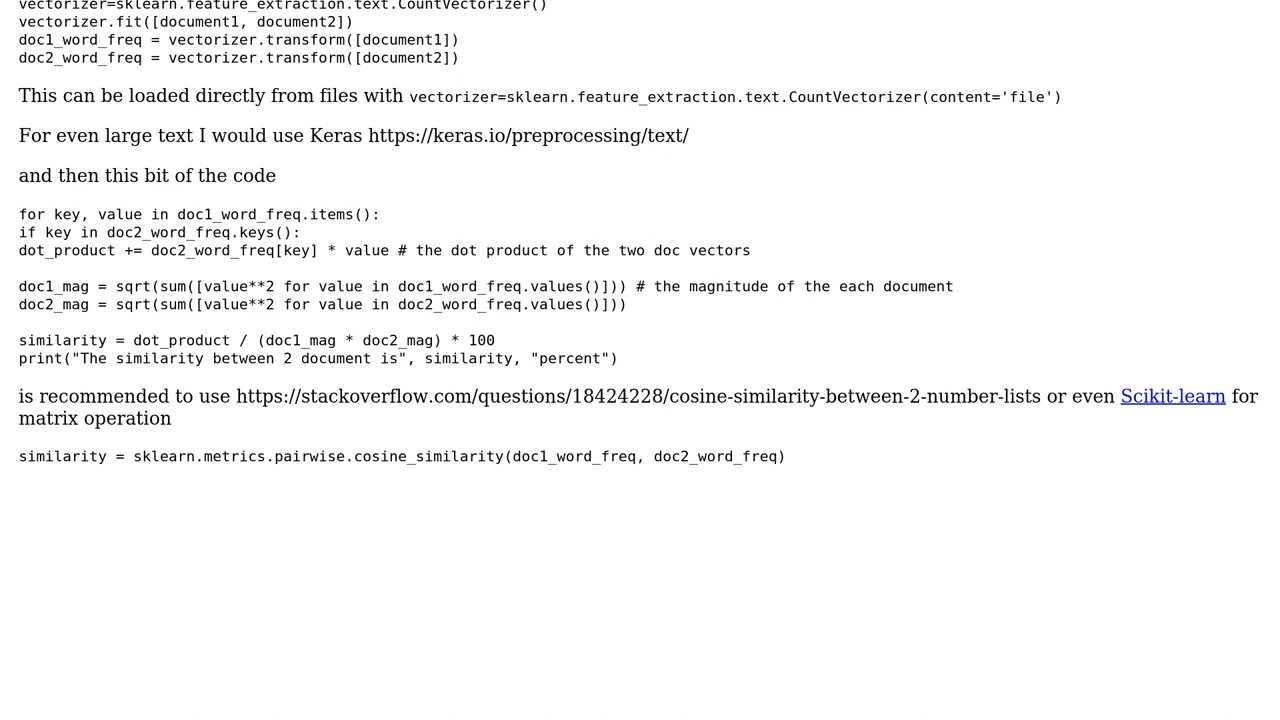 vectorizer=sklearn.feature_extraction.text.CountVectorizer()
vectorizer.fit([document1, document2])
doc1_word_freq = vectorizer.transform([document1])
doc2_word_freq = vectorizer.transform([document2])
This can be loaded directly from files with vectorizer=sklearn.feature_extraction.text.CountVectorizer(content='file')
For even large text I would use Keras https://keras.io/preprocessing/text/
and then this bit of the code
for key, value in doc1_word_freq.items():
if key in doc2_word_freq.keys():
dot_product += doc2_word_freq[key] * value # the dot product of the two doc vectors
doc1_mag = sqrt(sum([value**2 for value in doc1_word_freq.values()])) # the magnitude of the each document
doc2_mag = sqrt(sum([value**2 for value in doc2_word_freq.values()]))
similarity = dot_product / (doc1_mag * doc2_mag) * 100
print("The similarity between 2 document is", similarity, "percent")
is recommended to use https://stackoverflow.com/questions/18424228/cosine-similarity-between-2-number-lists or even Scikit-learn for
matrix operation
similarity = sklearn.metrics.pairwise.cosine_similarity(doc1_word_freq, doc2_word_freq)